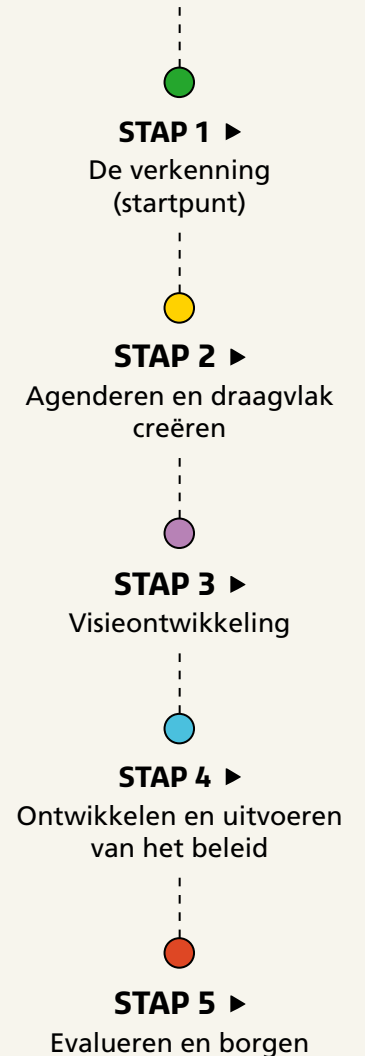 STAP 1 ▶
De verkenning
(startpunt)
STAP 2 ▶
Agenderen en draagvlak
creëren
STAP 3 ▶
Visieontwikkeling
STAP 4 ▶
Ontwikkelen en uitvoeren
van het beleid
STAP 5 ▶
Evalueren en borgen